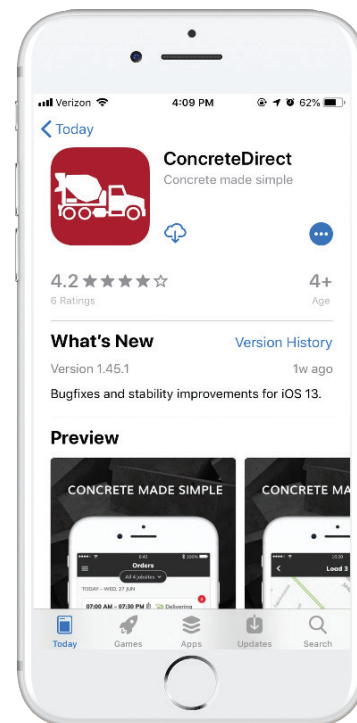 Verizon 4:09 PM 62%
Today
ConcreteDirect
Concrete made simple
4.2
6 Ratings
4+
Age
What's New Version History
Version 1.45.1 1w ago
Bugfixes and stability improvements for iOS 13.
Preview
CONCRETE MADE SIMPLE
CONCRETE MA
Orders
All 4 jobsites
TODAY – WED, 27 JUN
07:00 AM – 07:30 PM Delivering
Load 3
Today Games Apps Updates Search